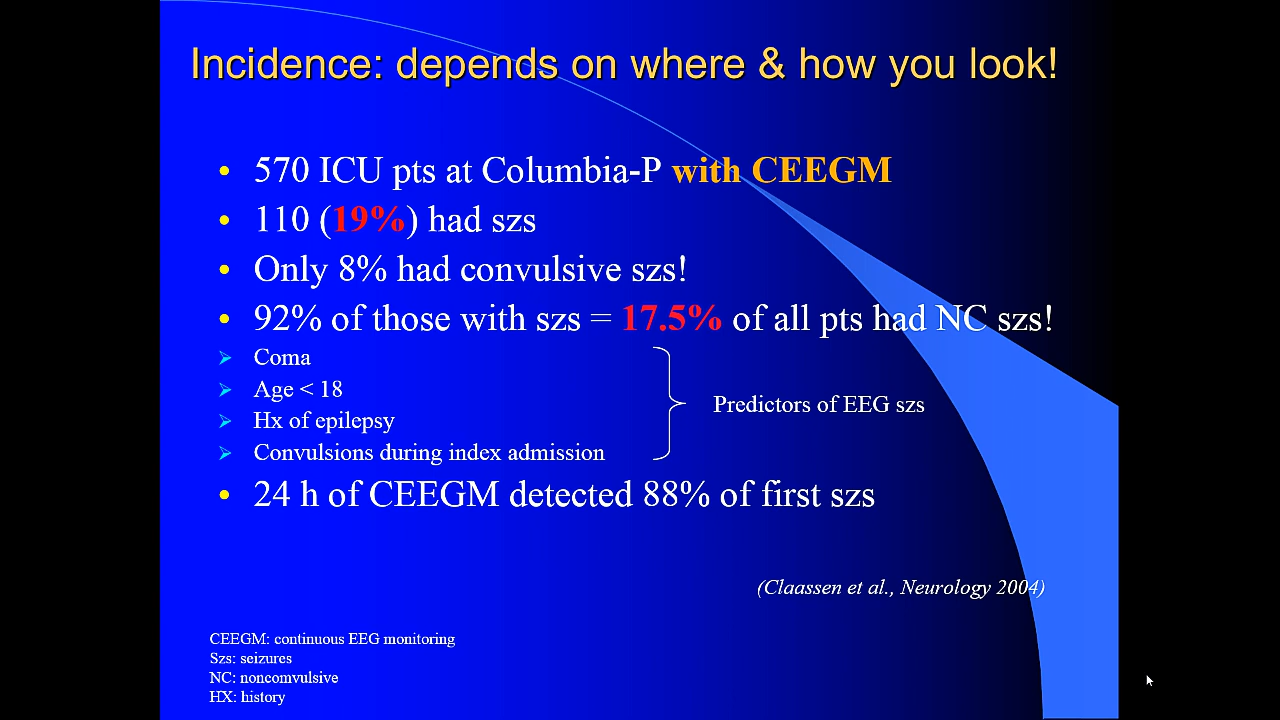 Incidence: depends on where & how you look!
• 570 ICU pts at Columbia-P with CEEGM
• 110 (19%) had szs
• Only 8% had convulsive szs!
• 92% of those with szs = 17.5% of all pts had NC szs!
➢ Coma
➢ Age < 18
➢ Hx of epilepsy
➢ Convulsions during index admission
Predictors of EEG szs
• 24 h of CEEGM detected 88% of first szs
(Claassen et al., Neurology 2004)
CEEGM: continuous EEG monitoring
Szs: seizures
NC: noncomvulsive
HX: history